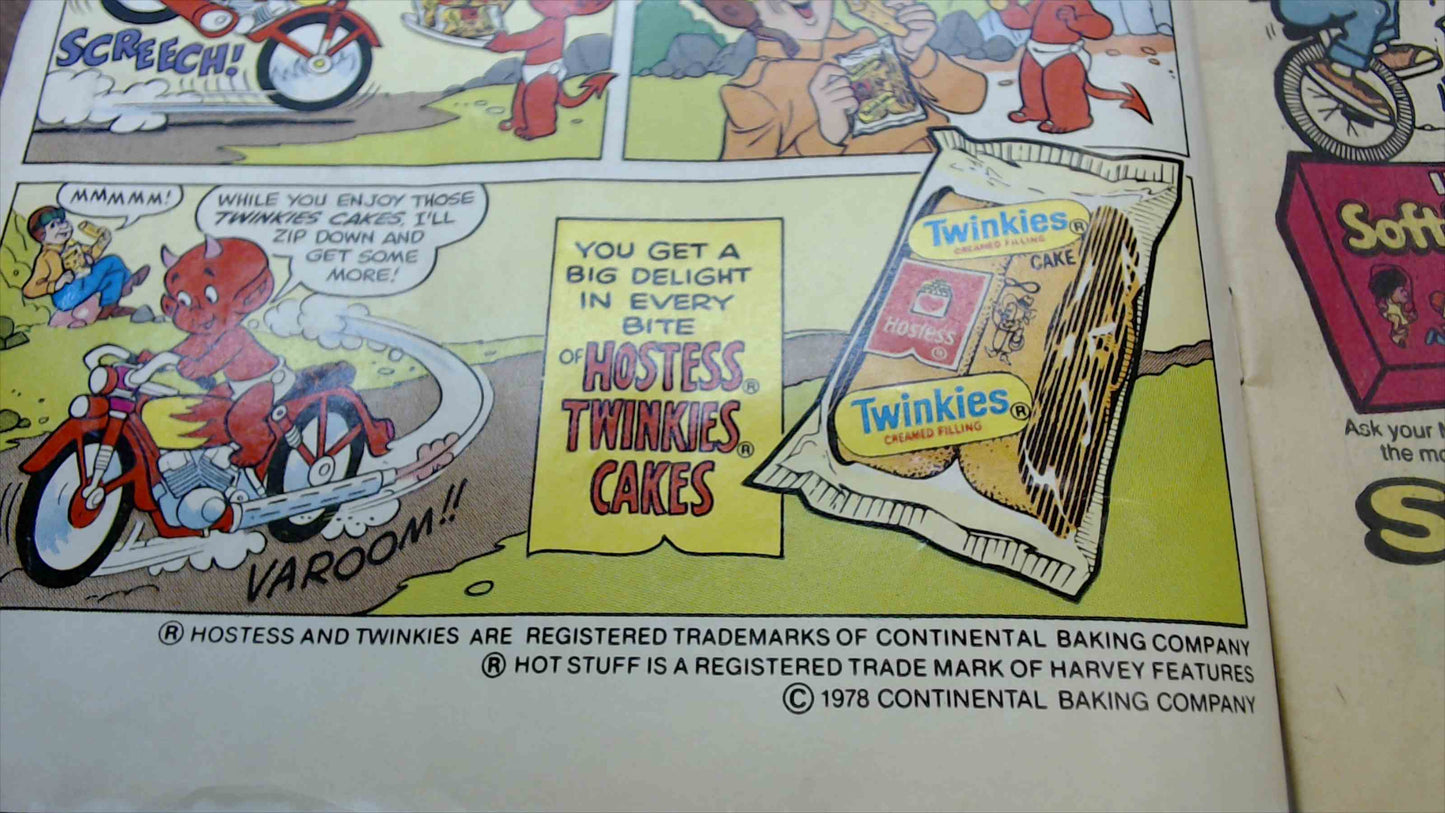 SCREECH!
MMMMM!
WHILE YOU ENJOY THOSE
TWINKIES CAKES, I'LL
ZIP DOWN AND
GET SOME
MORE!
VAROOM!!
YOU GET A
BIG DELIGHT
IN EVERY
BITE
OF HOSTESS®
TWINKIES®
CAKES
Twinkies®
CREAMED FILLING
CAKE
Hostess
®
Twinkies®
CREAMED FILLING
® HOSTESS AND TWINKIES ARE REGISTERED TRADEMARKS OF CONTINENTAL BAKING COMPANY
® HOT STUFF IS A REGISTERED TRADE MARK OF HARVEY FEATURES
© 1978 CONTINENTAL BAKING COMPANY
Soft
Ask your
the
S